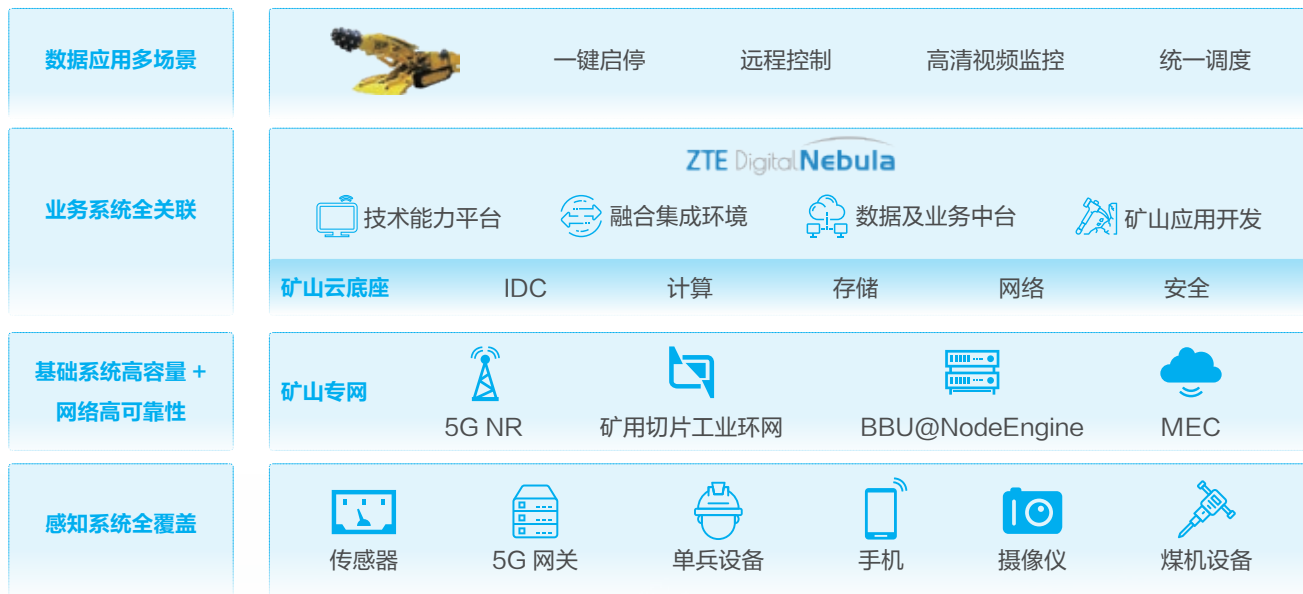 数据应用多场景
一键启停 远程控制 高清视频监控 统一调度
业务系统全关联
ZTE Digital Nebula
技术能力平台 融合集成环境 数据及业务中台 矿山应用开发
矿山云底座 IDC 计算 存储 网络 安全
基础系统高容量 +
网络高可靠性
矿山专网
5G NR 矿用切片工业环网 BBU@NodeEngine MEC
感知系统全覆盖
传感器 5G 网关 单兵设备 手机 摄像仪 煤机设备